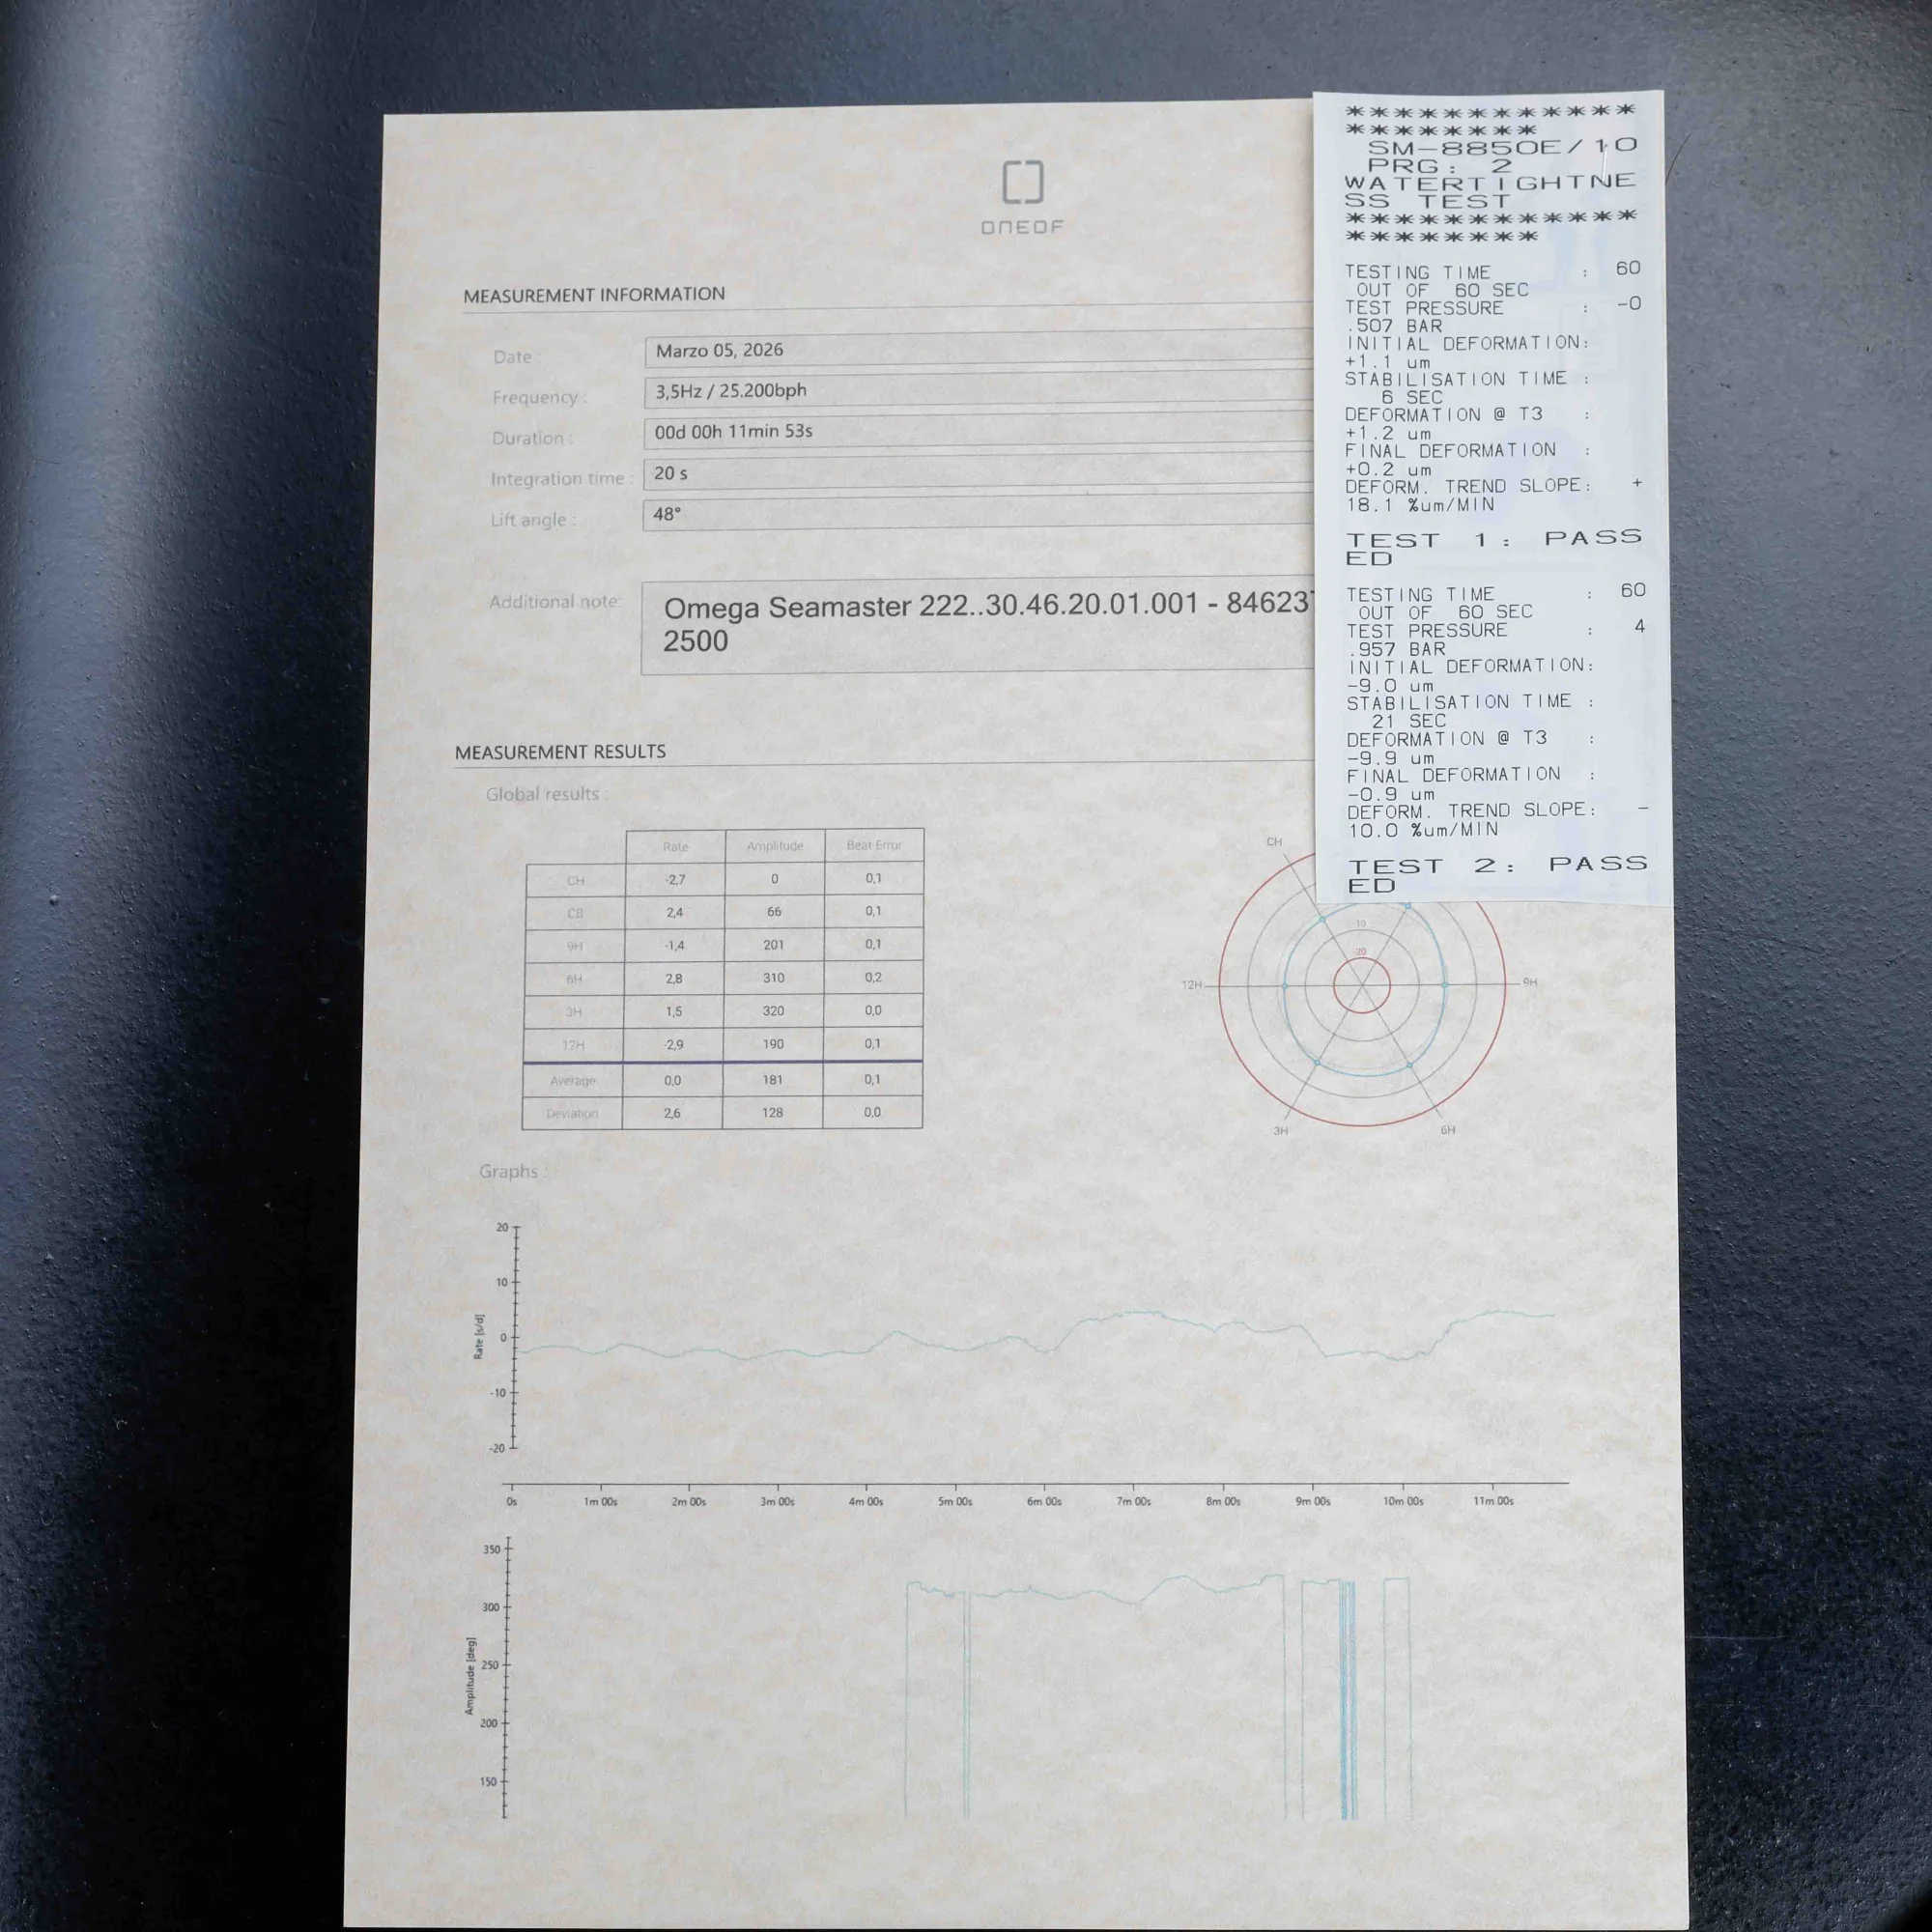 ONEOF
MEASUREMENT INFORMATION
Date : Marzo 05, 2026
Frequency : 3,5Hz / 25.200bph
Duration : 00d 00h 11min 53s
Integration time : 20 s
Lift angle : 48°
Additional note: Omega Seamaster 222..30.46.20.01.001 - 84623
2500
MEASUREMENT RESULTS
Global results :
Rate Amplitude Beat Error
CH -2,7 0 0,1
CB 2,4 66 0,1
9H -1,4 201 0,1
6H 2,8 310 0,2
3H 1,5 320 0,0
12H -2,9 190 0,1
Average 0,0 181 0,1
Deviation 2,6 128 0,0
CH
10
-20
12H
9H
3H
6H
Graphs :
Rate [s/d]
20
10
0
-10
-20
0s 1m 00s 2m 00s 3m 00s 4m 00s 5m 00s 6m 00s 7m 00s 8m 00s 9m 00s 10m 00s 11m 00s
Amplitude [deg]
350
300
250
200
150
*************
********
SM-8850E/10
PRG: 2
WATERTIGHTNE
SS TEST
*************
********
TESTING TIME : 60
OUT OF 60 SEC
TEST PRESSURE : -0
.507 BAR
INITIAL DEFORMATION:
+1.1 um
STABILISATION TIME :
6 SEC
DEFORMATION @ T3 :
+1.2 um
FINAL DEFORMATION :
+0.2 um
DEFORM. TREND SLOPE: +
18.1 %um/MIN
TEST 1: PASS
ED
TESTING TIME : 60
OUT OF 60 SEC
TEST PRESSURE : 4
.957 BAR
INITIAL DEFORMATION:
-9.0 um
STABILISATION TIME :
21 SEC
DEFORMATION @ T3 :
-9.9 um
FINAL DEFORMATION :
-0.9 um
DEFORM. TREND SLOPE: -
10.0 %um/MIN
TEST 2: PASS
ED